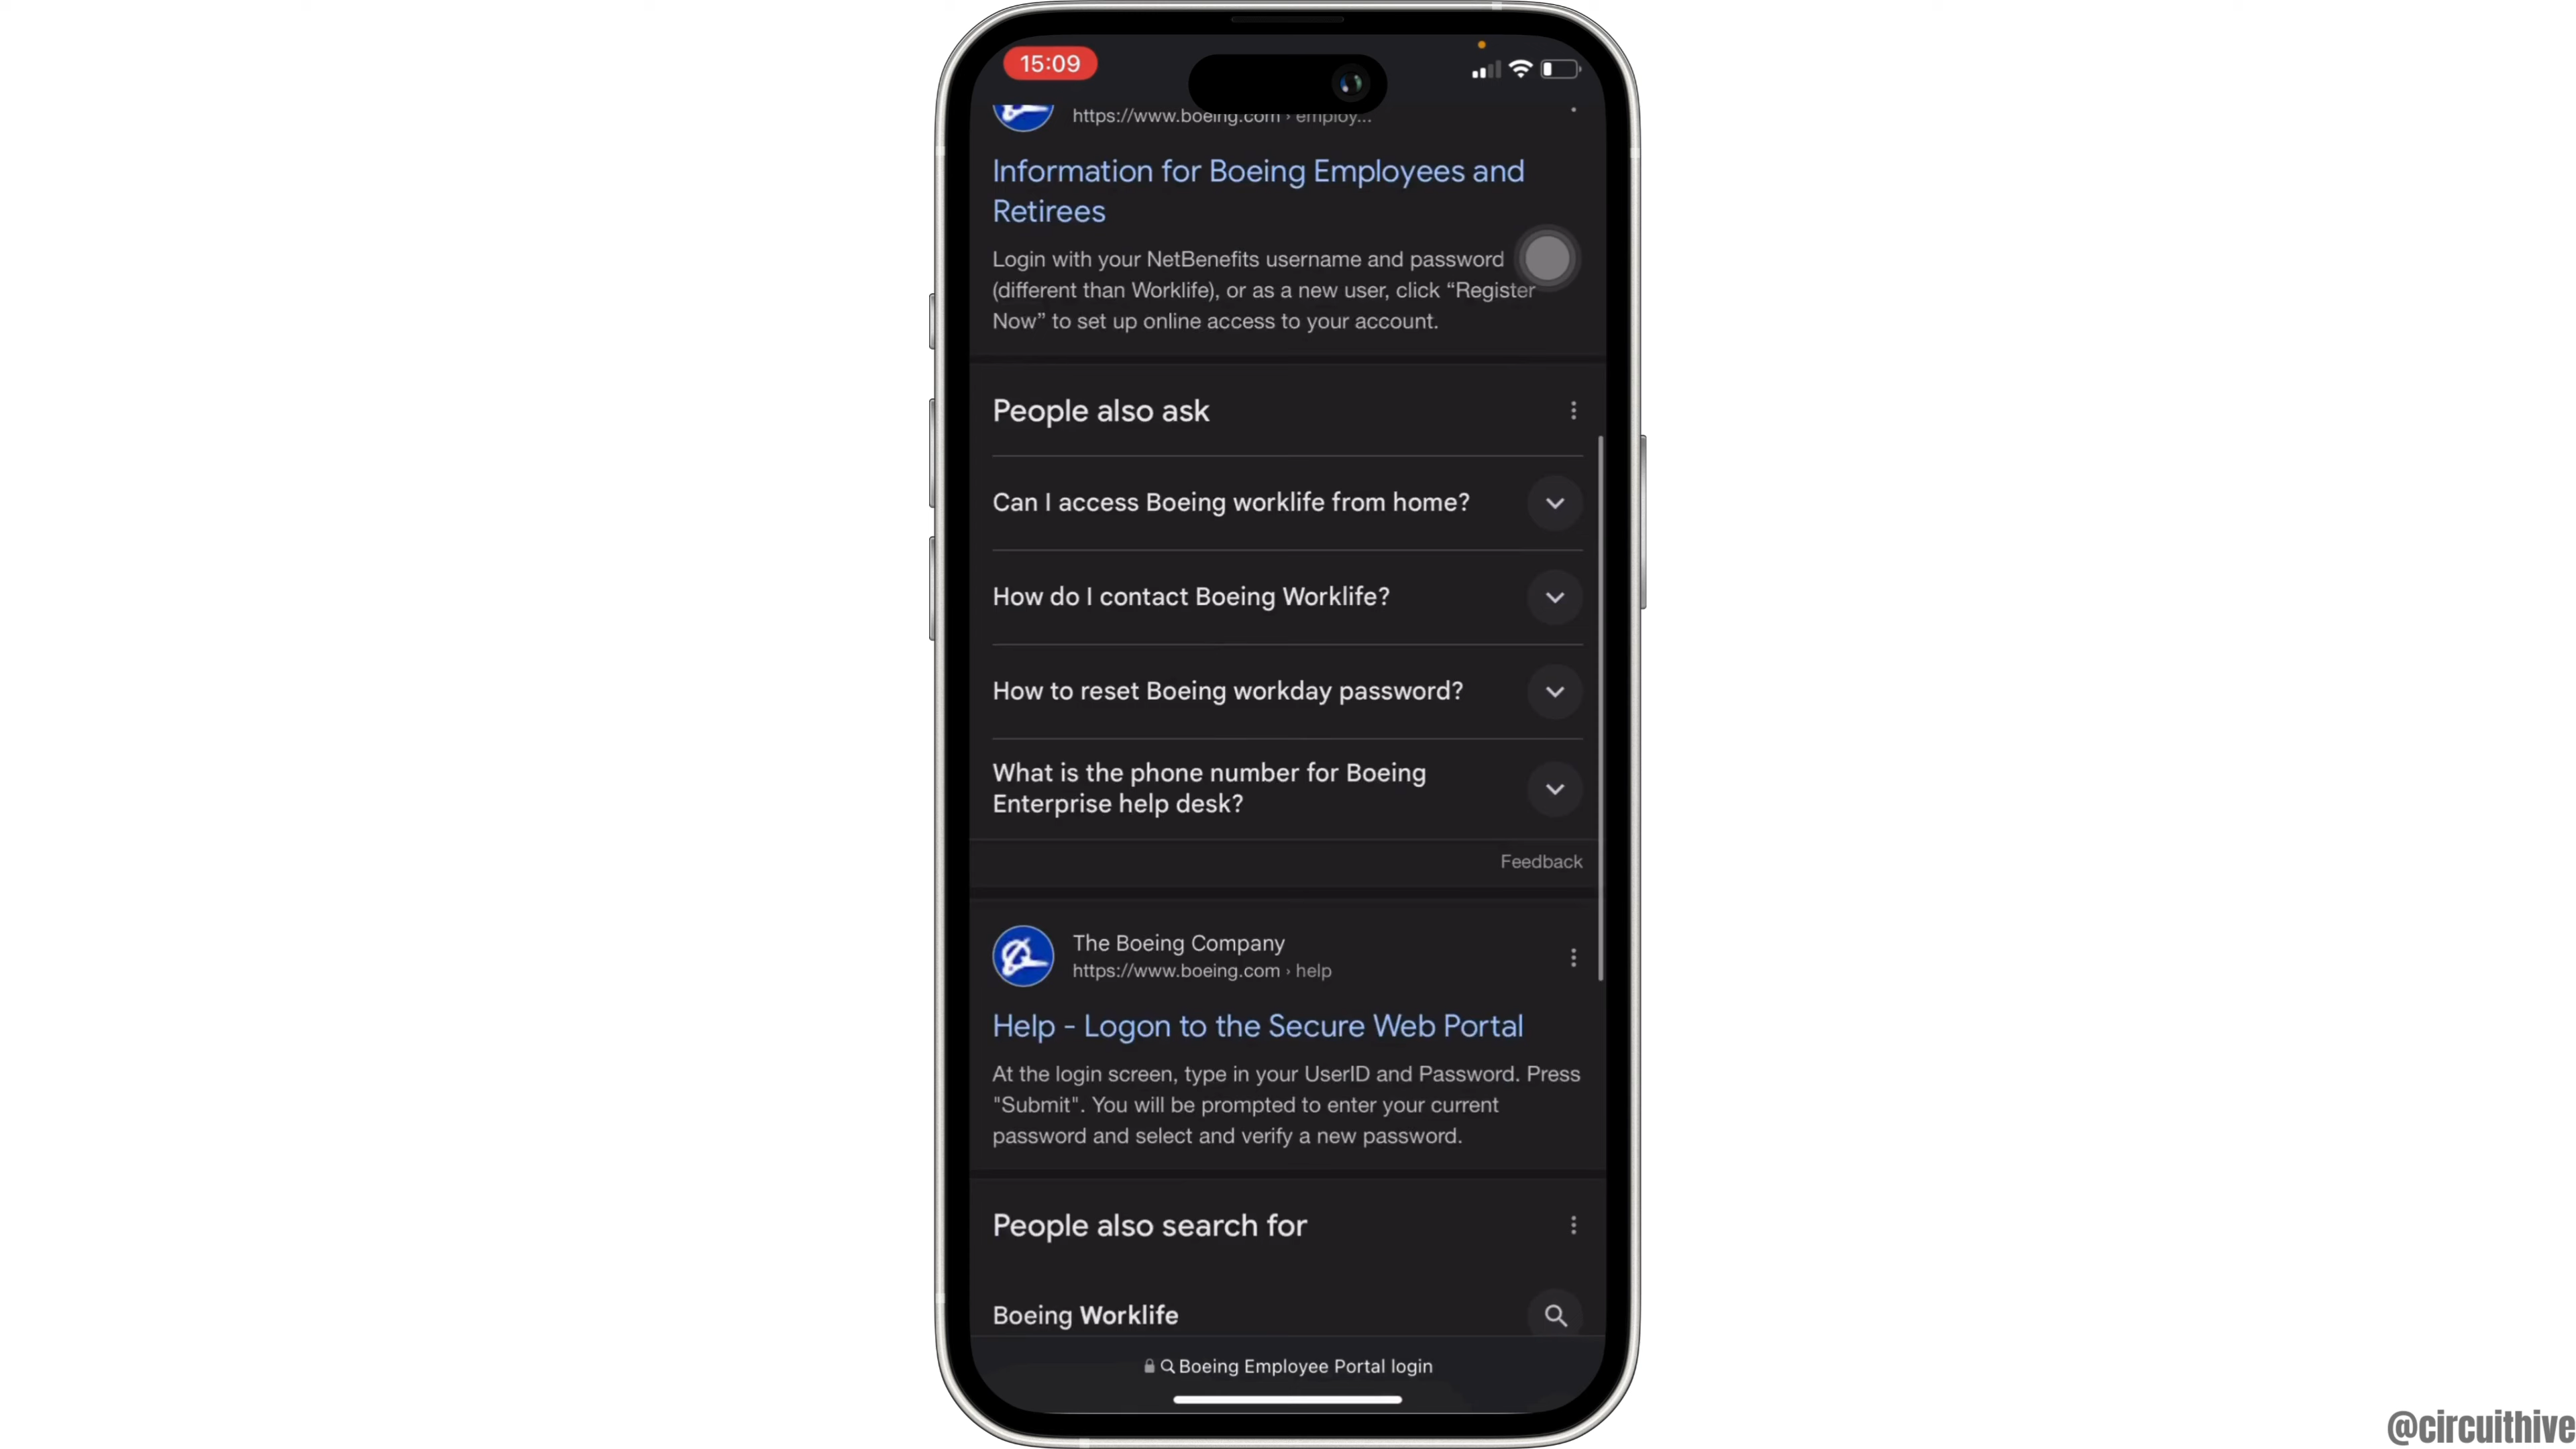 15:09
https://www.boeing.com › employ...
Information for Boeing Employees and
Retirees
Login with your NetBenefits username and password
(different than Worklife), or as a new user, click “Register
Now” to set up online access to your account.
People also ask
Can I access Boeing worklife from home?
How do I contact Boeing Worklife?
How to reset Boeing workday password?
What is the phone number for Boeing
Enterprise help desk?
Feedback
The Boeing Company
https://www.boeing.com › help
Help - Logon to the Secure Web Portal
At the login screen, type in your UserID and Password. Press
"Submit". You will be prompted to enter your current
password and select and verify a new password.
People also search for
Boeing Worklife
Boeing Employee Portal login
@circuithive